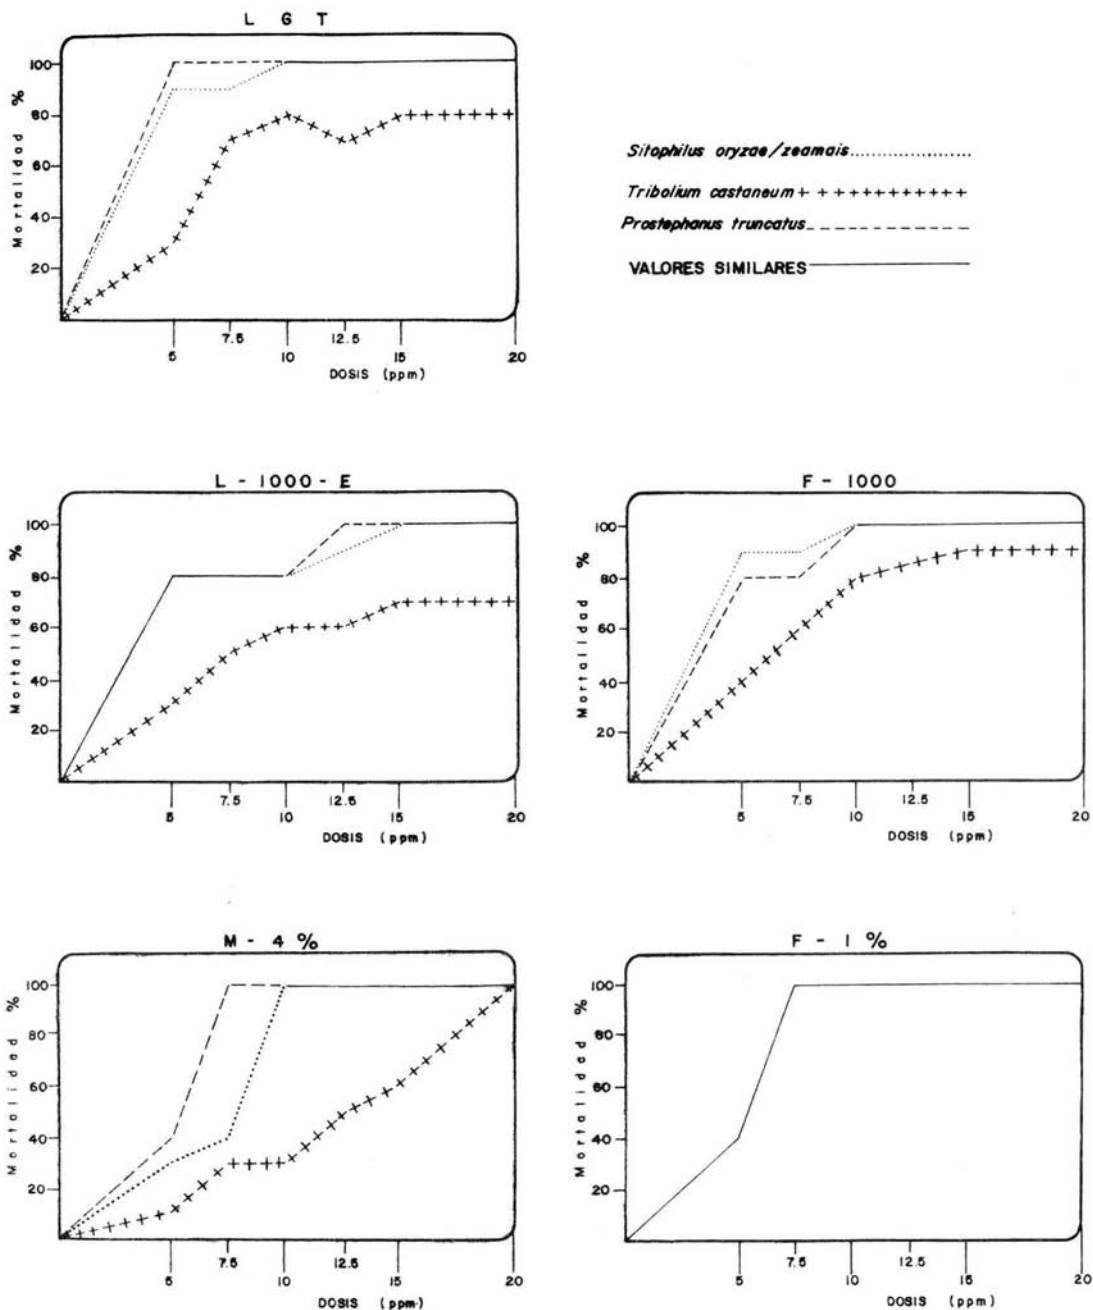 L G T
Mortalidad %
100
80
60
40
20
5 7.5 10 12.5 15 20
DOSIS (ppm)
Sitophilus oryzae/zeamais
Tribolium castaneum
Prostephanus truncatus
VALORES SIMILARES
L - 1000 - E
Mortalidad %
100
80
60
40
20
5 7.5 10 12.5 15 20
DOSIS (ppm)
F - 1000
Mortalidad %
100
80
60
40
20
5 7.5 10 12.5 15 20
DOSIS (ppm)
M - 4 %
Mortalidad %
100
80
60
40
20
5 7.5 10 12.5 15 20
DOSIS (ppm)
F - 1 %
Mortalidad %
100
80
60
40
20
5 7.5 10 12.5 15 20
DOSIS (ppm)